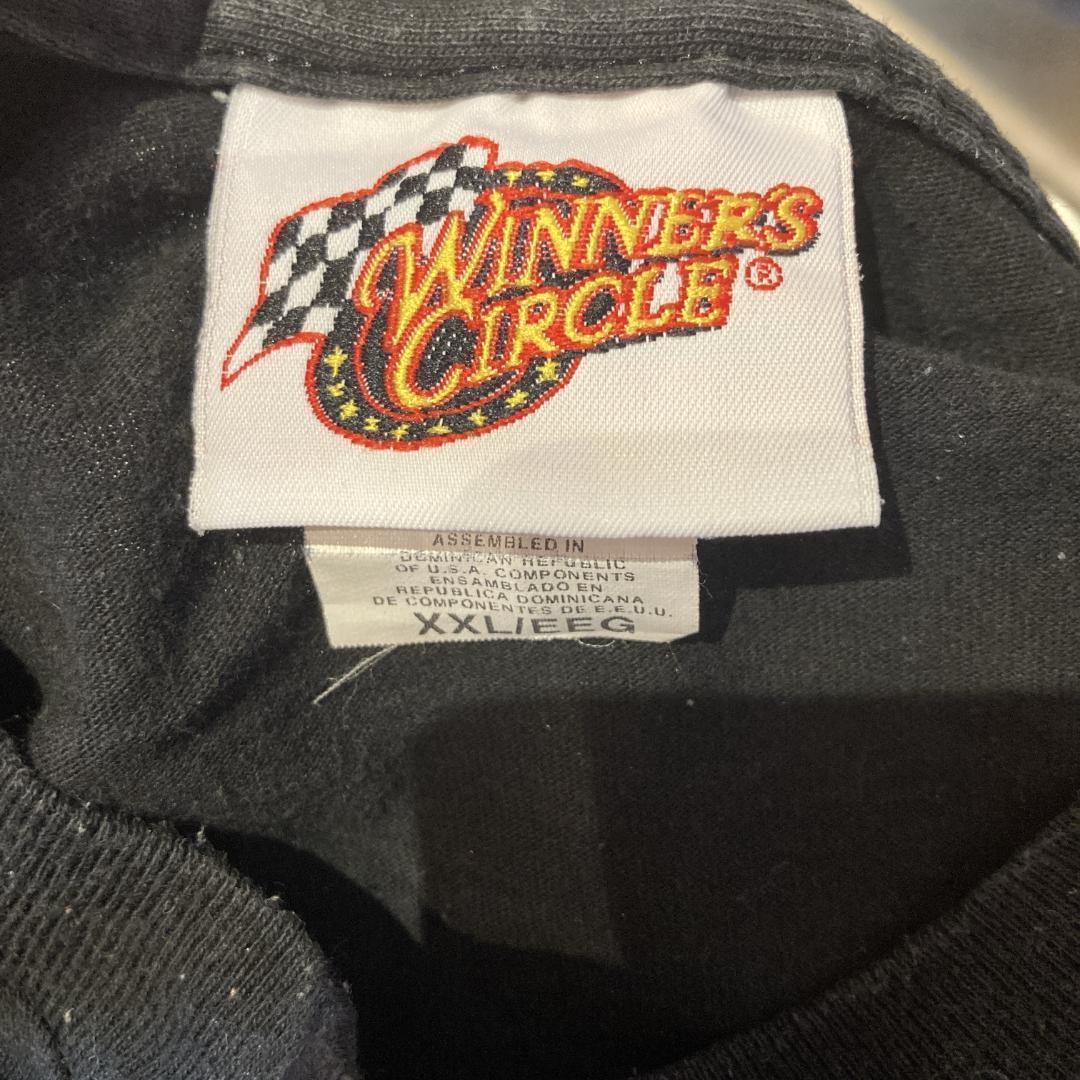 WINNER'S
CIRCLE®
ASSEMBLED IN
DOMINICAN REPUBLIC
OF U.S.A. COMPONENTS
ENSAMBLADO EN
REPUBLICA DOMINICANA
DE COMPONENTES DE E.E.U.U.
XXL/EEG